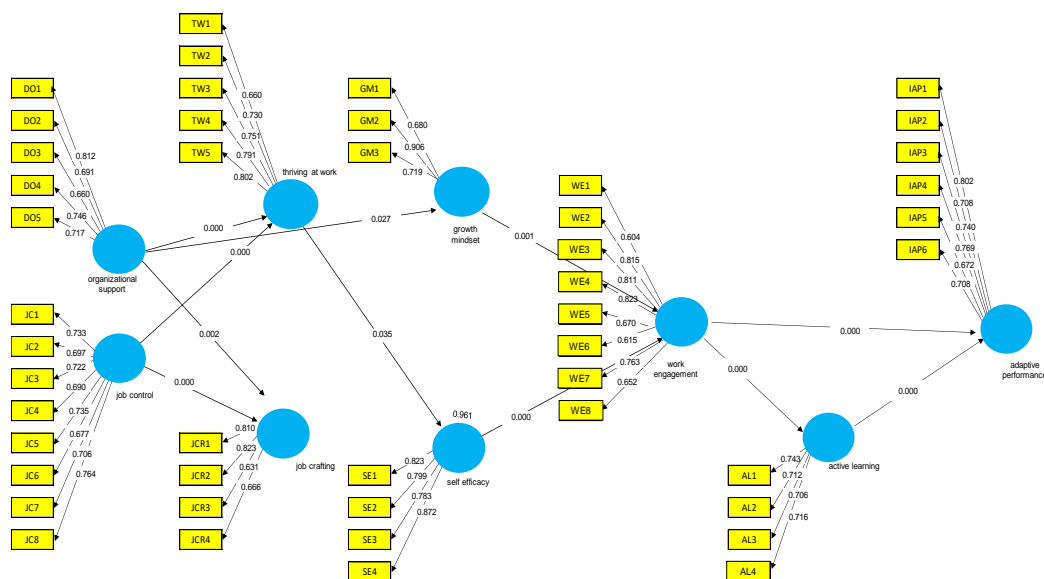 TW1
TW2
TW3
TW4
TW5
0.660
0.730
0.751
0.791
0.802
thriving at work
DO1
DO2
DO3
DO4
DO5
0.812
0.691
0.660
0.746
0.717
organizational
support
GM1
GM2
GM3
0.680
0.906
0.719
growth
mindset
IAP1
IAP2
IAP3
IAP4
IAP5
IAP6
0.802
0.708
0.740
0.769
0.672
0.708
adaptive
performance
0.000
0.027
0.000
0.001
WE1
WE2
WE3
WE4
WE5
WE6
WE7
WE8
0.604
0.815
0.811
0.823
0.670
0.615
0.763
0.652
work
engagement
JC1
JC2
JC3
JC4
JC5
JC6
JC7
JC8
0.733
0.697
0.722
0.690
0.735
0.677
0.706
0.764
job control
0.002
0.035
0.000
0.000
0.000
0.000
0.000
JCR1
JCR2
JCR3
JCR4
0.810
0.823
0.631
0.666
job crafting
0.961
SE1
SE2
SE3
SE4
0.823
0.799
0.783
0.872
self efficacy
AL1
AL2
AL3
AL4
0.743
0.712
0.706
0.716
active learning